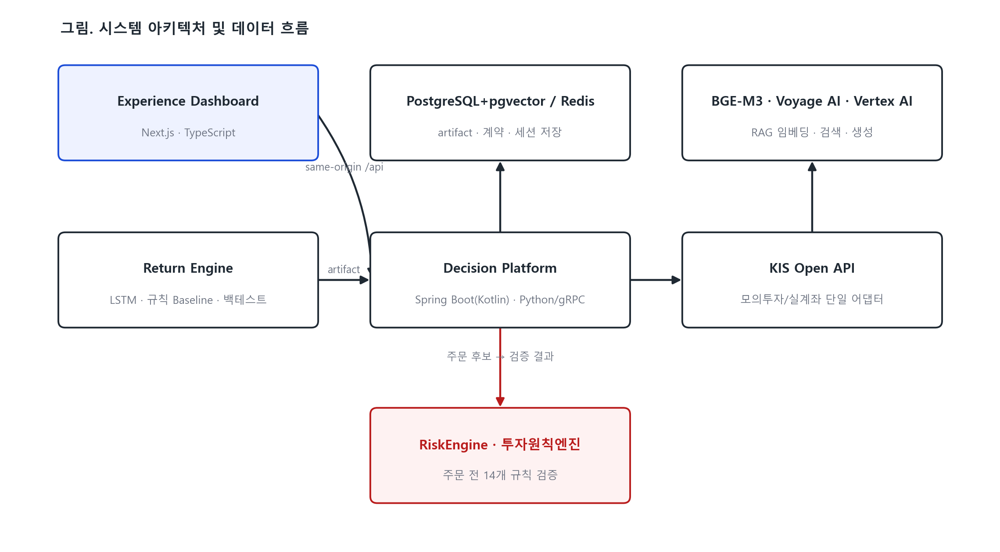 그림. 시스템 아키텍처 및 데이터 흐름
Experience Dashboard
Next.js · TypeScript
PostgreSQL+pgvector / Redis
artifact · 계약 · 세션 저장
BGE-M3 · Voyage AI · Vertex AI
RAG 임베딩 · 검색 · 생성
same-origin /api
Return Engine
LSTM · 규칙 Baseline · 백테스트
artifact
Decision Platform
Spring Boot(Kotlin) · Python/gRPC
KIS Open API
모의투자/실계좌 단일 어댑터
주문 후보 → 검증 결과
RiskEngine · 투자원칙엔진
주문 전 14개 규칙 검증